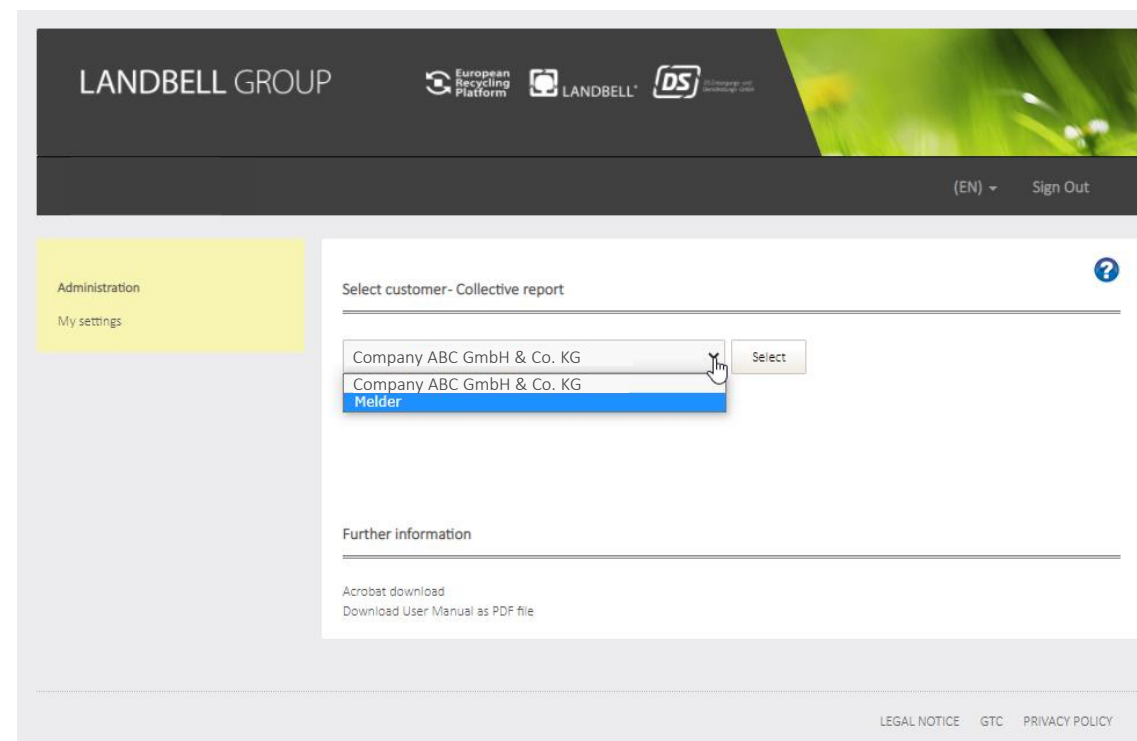 LANDBELL GROUP
European
Recycling
Platform
LANDBELL
DS
(EN)
Sign Out
Administration
My settings
Select customer- Collective report
Company ABC GmbH & Co. KG
Select
Company ABC GmbH & Co. KG
Melder
Further information
Acrobat download
Download User Manual as PDF file
LEGAL NOTICE GTC PRIVACY POLICY